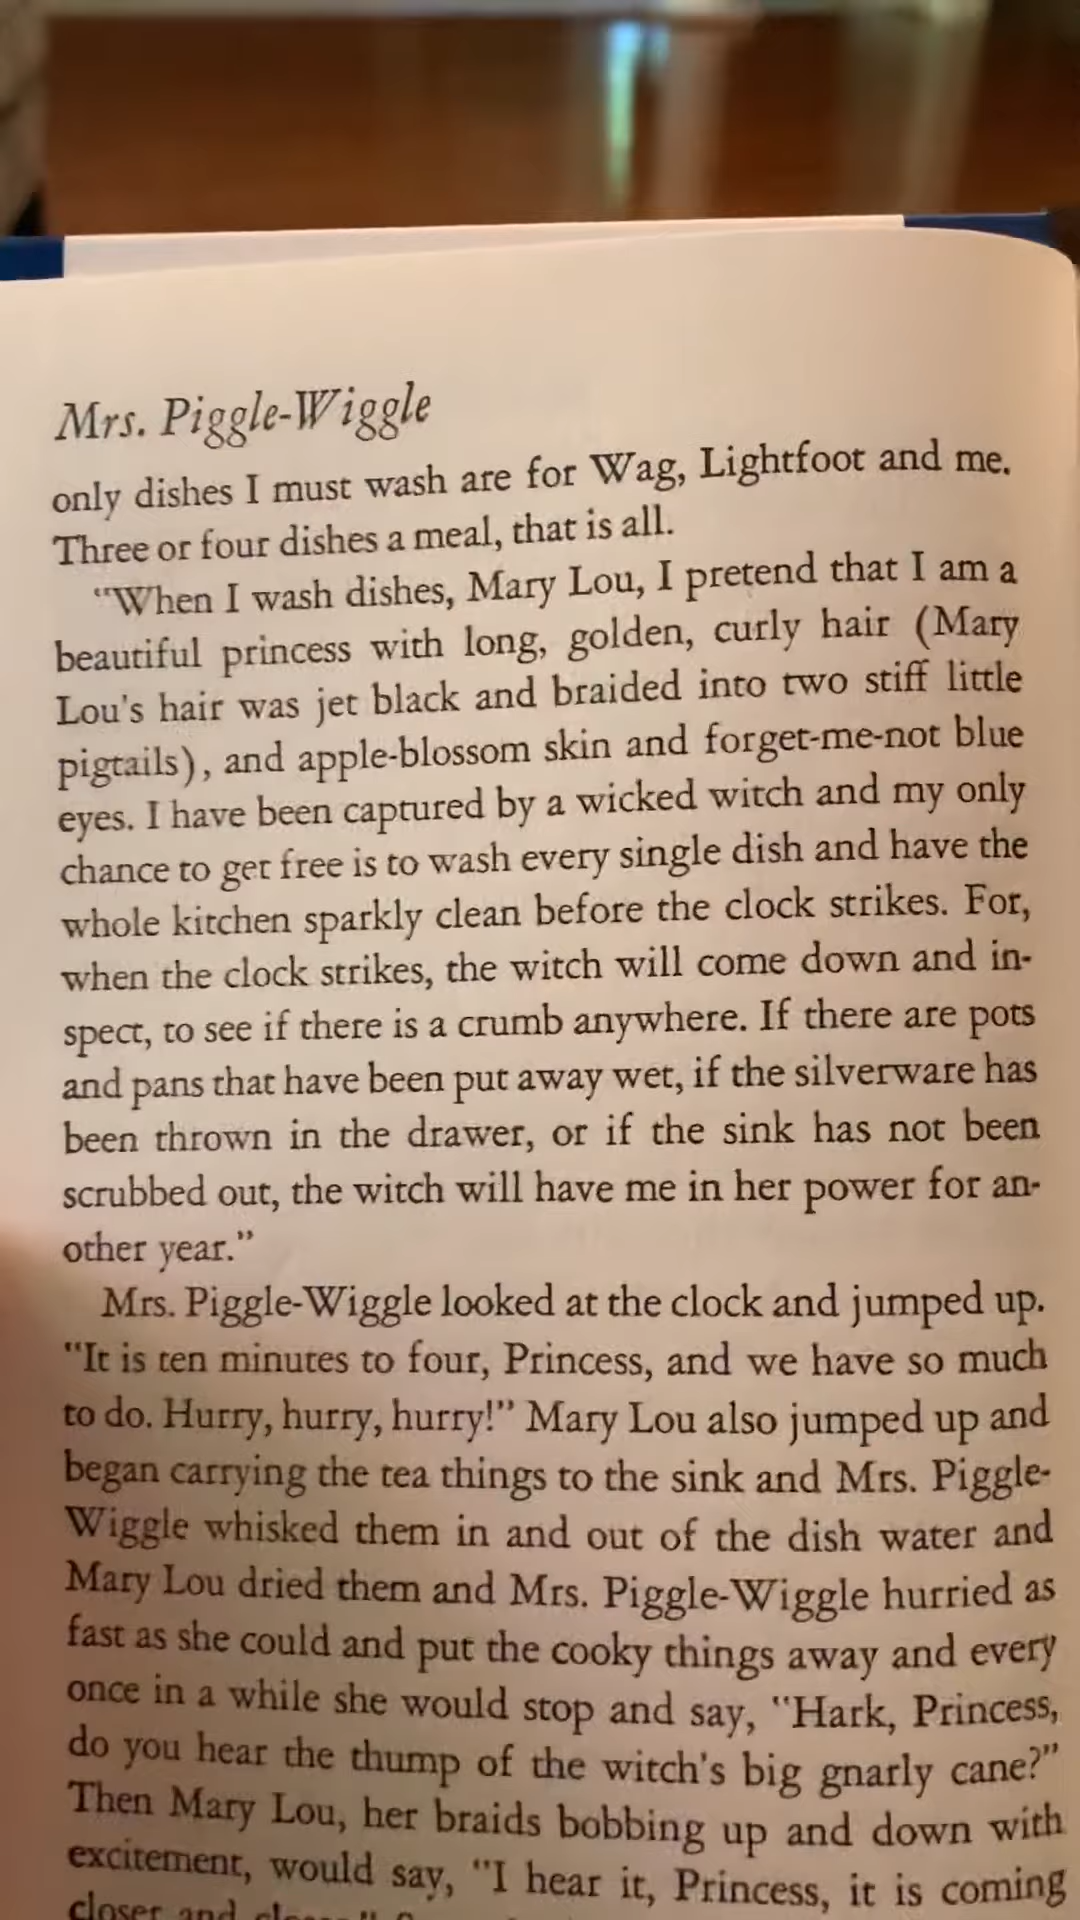 Mrs. Piggle-Wiggle
only dishes I must wash are for Wag, Lightfoot and me.
Three or four dishes a meal, that is all.
“When I wash dishes, Mary Lou, I pretend that I am a
beautiful princess with long, golden, curly hair (Mary
Lou's hair was jet black and braided into two stiff little
pigtails), and apple-blossom skin and forget-me-not blue
eyes. I have been captured by a wicked witch and my only
chance to get free is to wash every single dish and have the
whole kitchen sparkly clean before the clock strikes. For,
when the clock strikes, the witch will come down and in-
spect, to see if there is a crumb anywhere. If there are pots
and pans that have been put away wet, if the silverware has
been thrown in the drawer, or if the sink has not been
scrubbed out, the witch will have me in her power for an-
other year.”
Mrs. Piggle-Wiggle looked at the clock and jumped up.
“It is ten minutes to four, Princess, and we have so much
to do. Hurry, hurry, hurry!” Mary Lou also jumped up and
began carrying the tea things to the sink and Mrs. Piggle-
Wiggle whisked them in and out of the dish water and
Mary Lou dried them and Mrs. Piggle-Wiggle hurried as
fast as she could and put the cooky things away and every
once in a while she would stop and say, “Hark, Princess,
do you hear the thump of the witch's big gnarly cane?”
Then Mary Lou, her braids bobbing up and down with
excitement, would say, “I hear it, Princess, it is coming
closer and